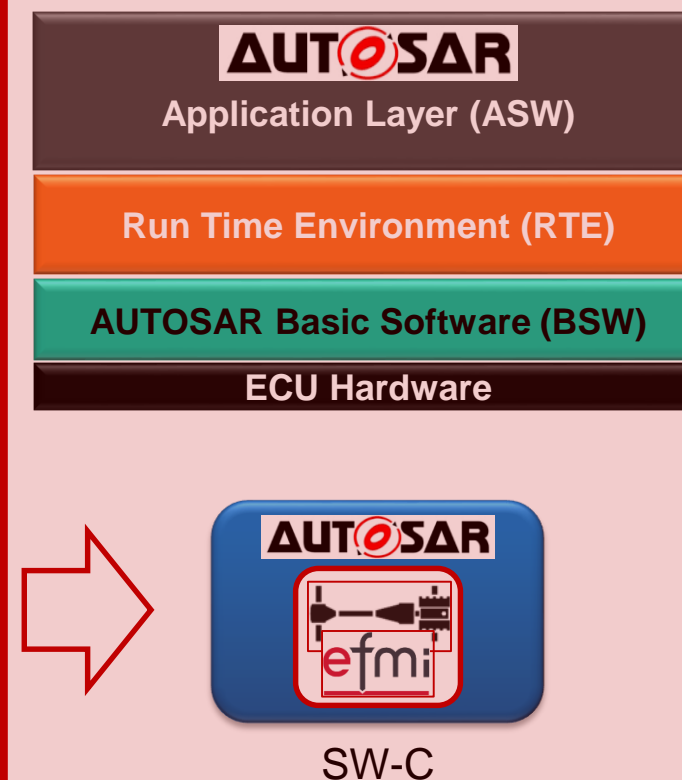 AUTOSAR
Application Layer (ASW)
Run Time Environment (RTE)
AUTOSAR Basic Software (BSW)
ECU Hardware
AUTOSAR
efmi
SW-C